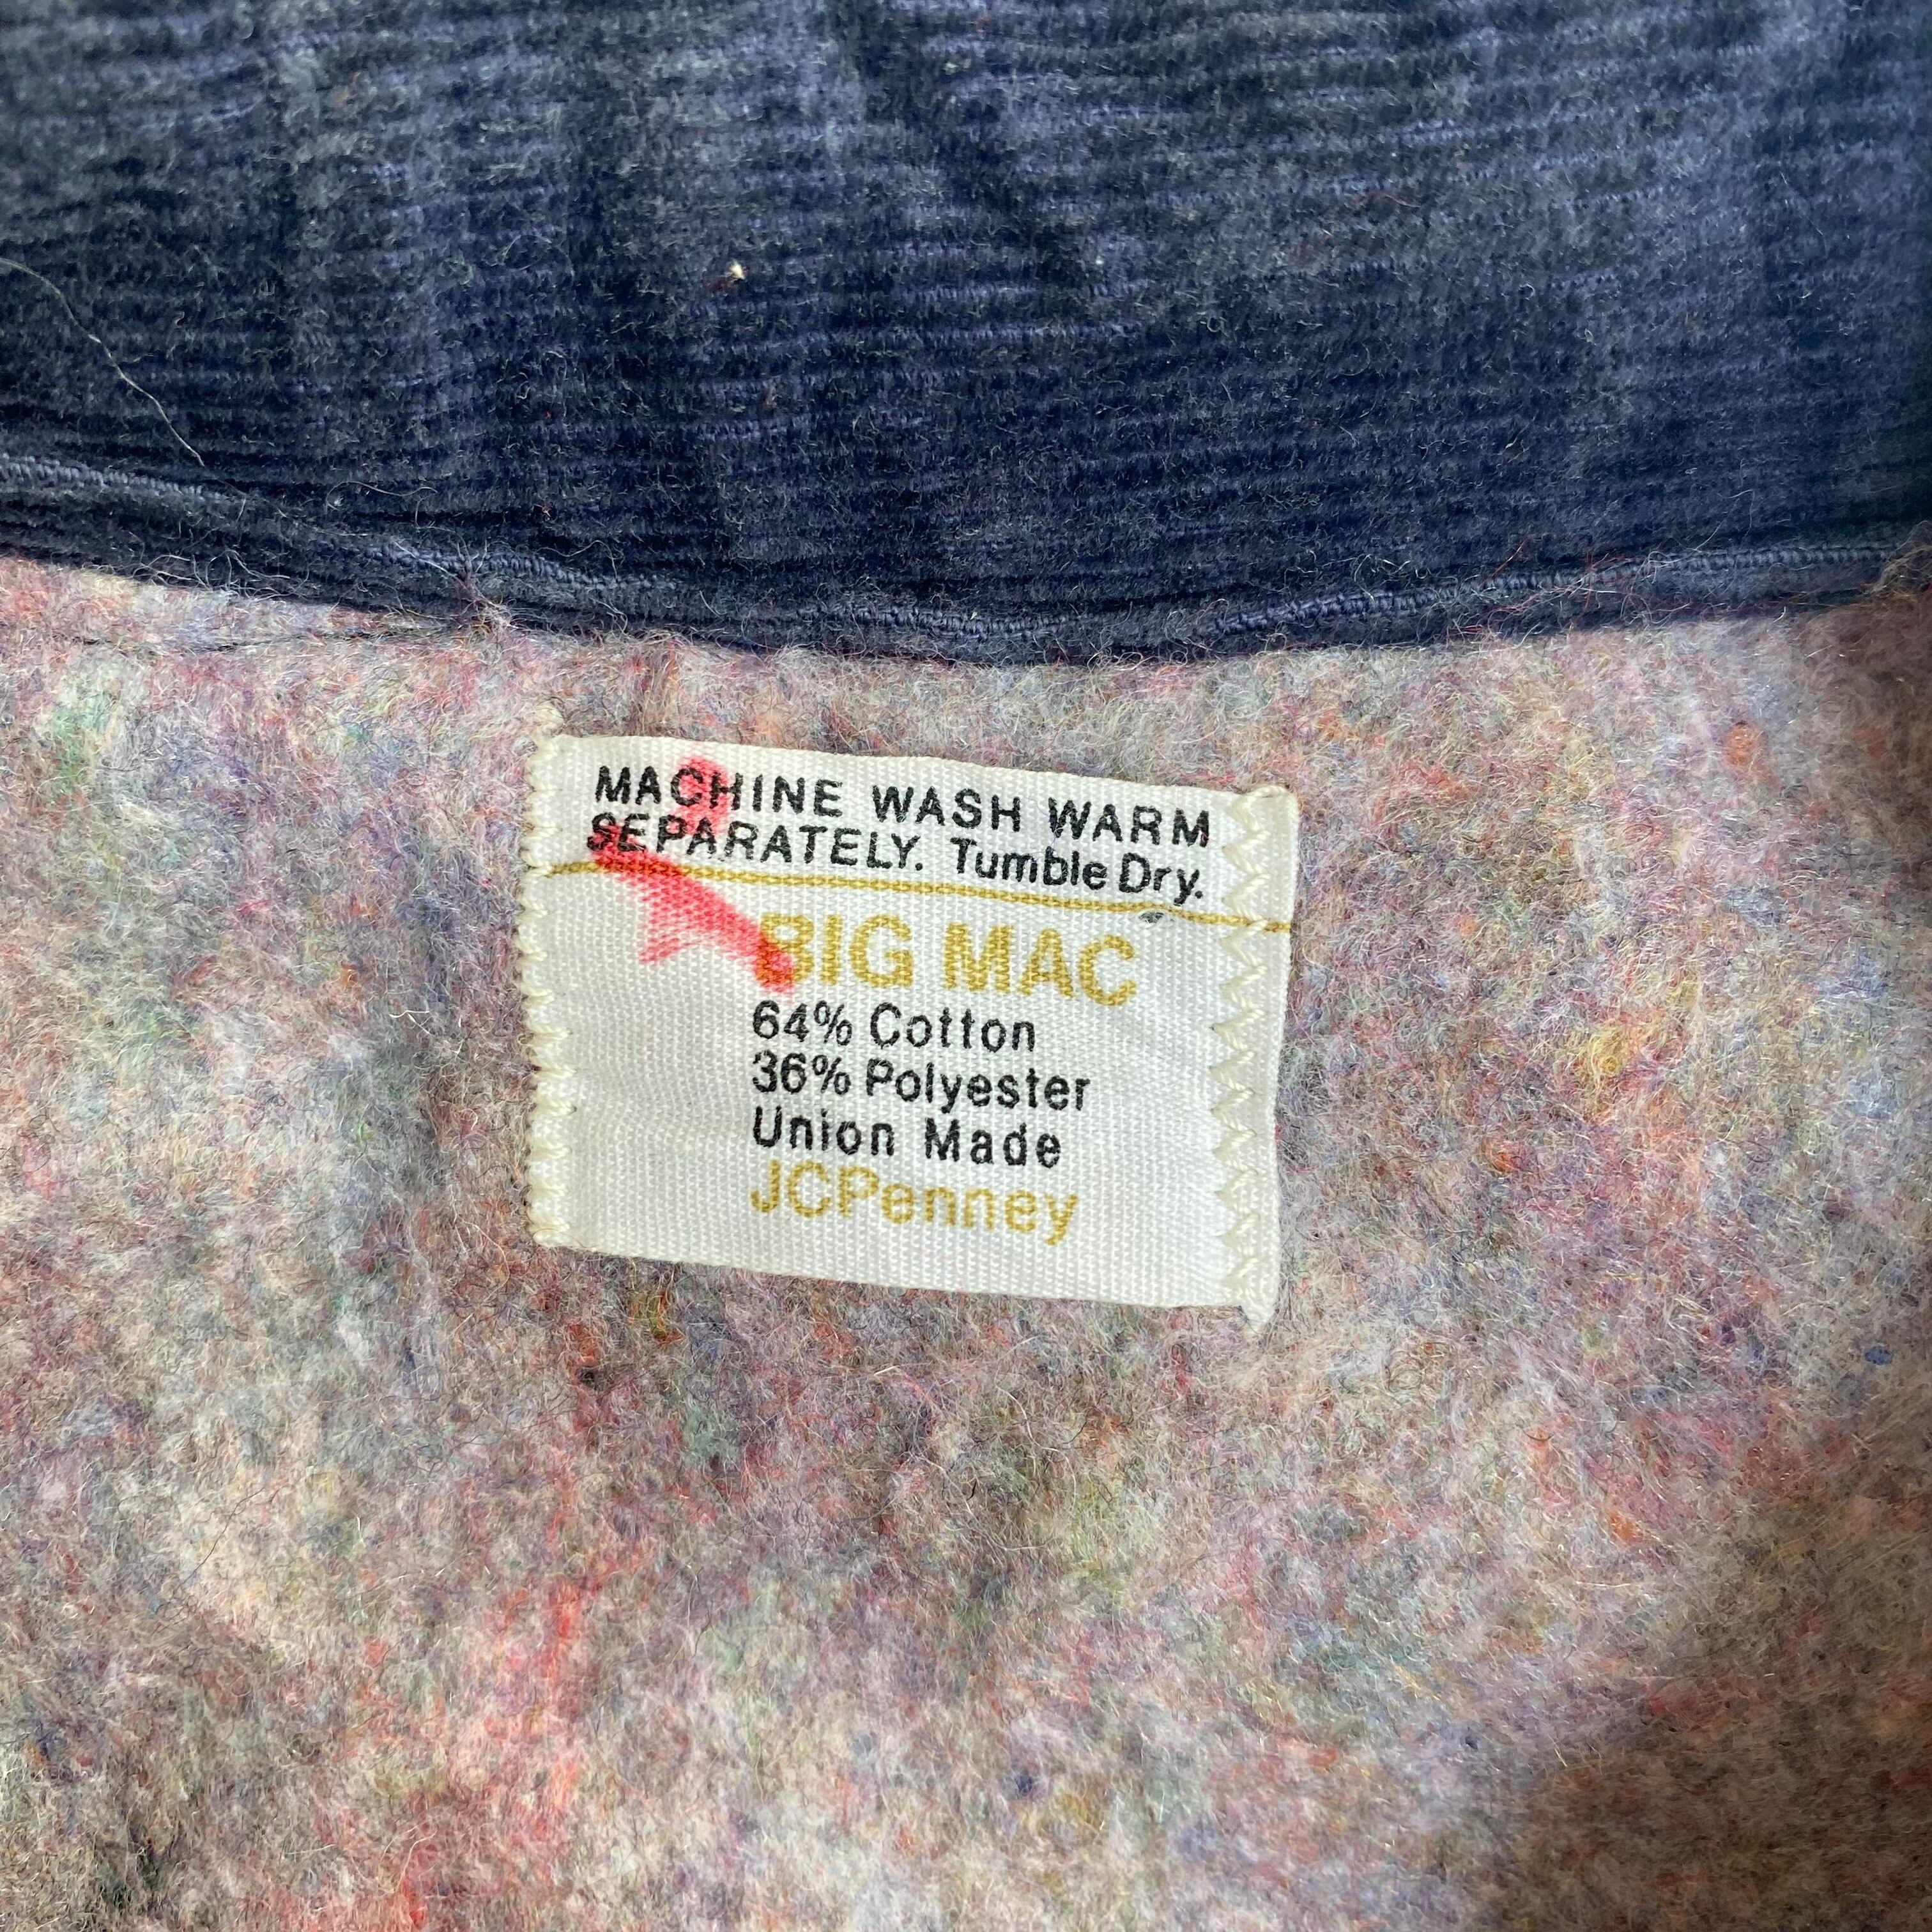 MACHINE WASH WARM
SEPARATELY. Tumble Dry.
BIG MAC
64% Cotton
36% Polyester
Union Made
JCPenney